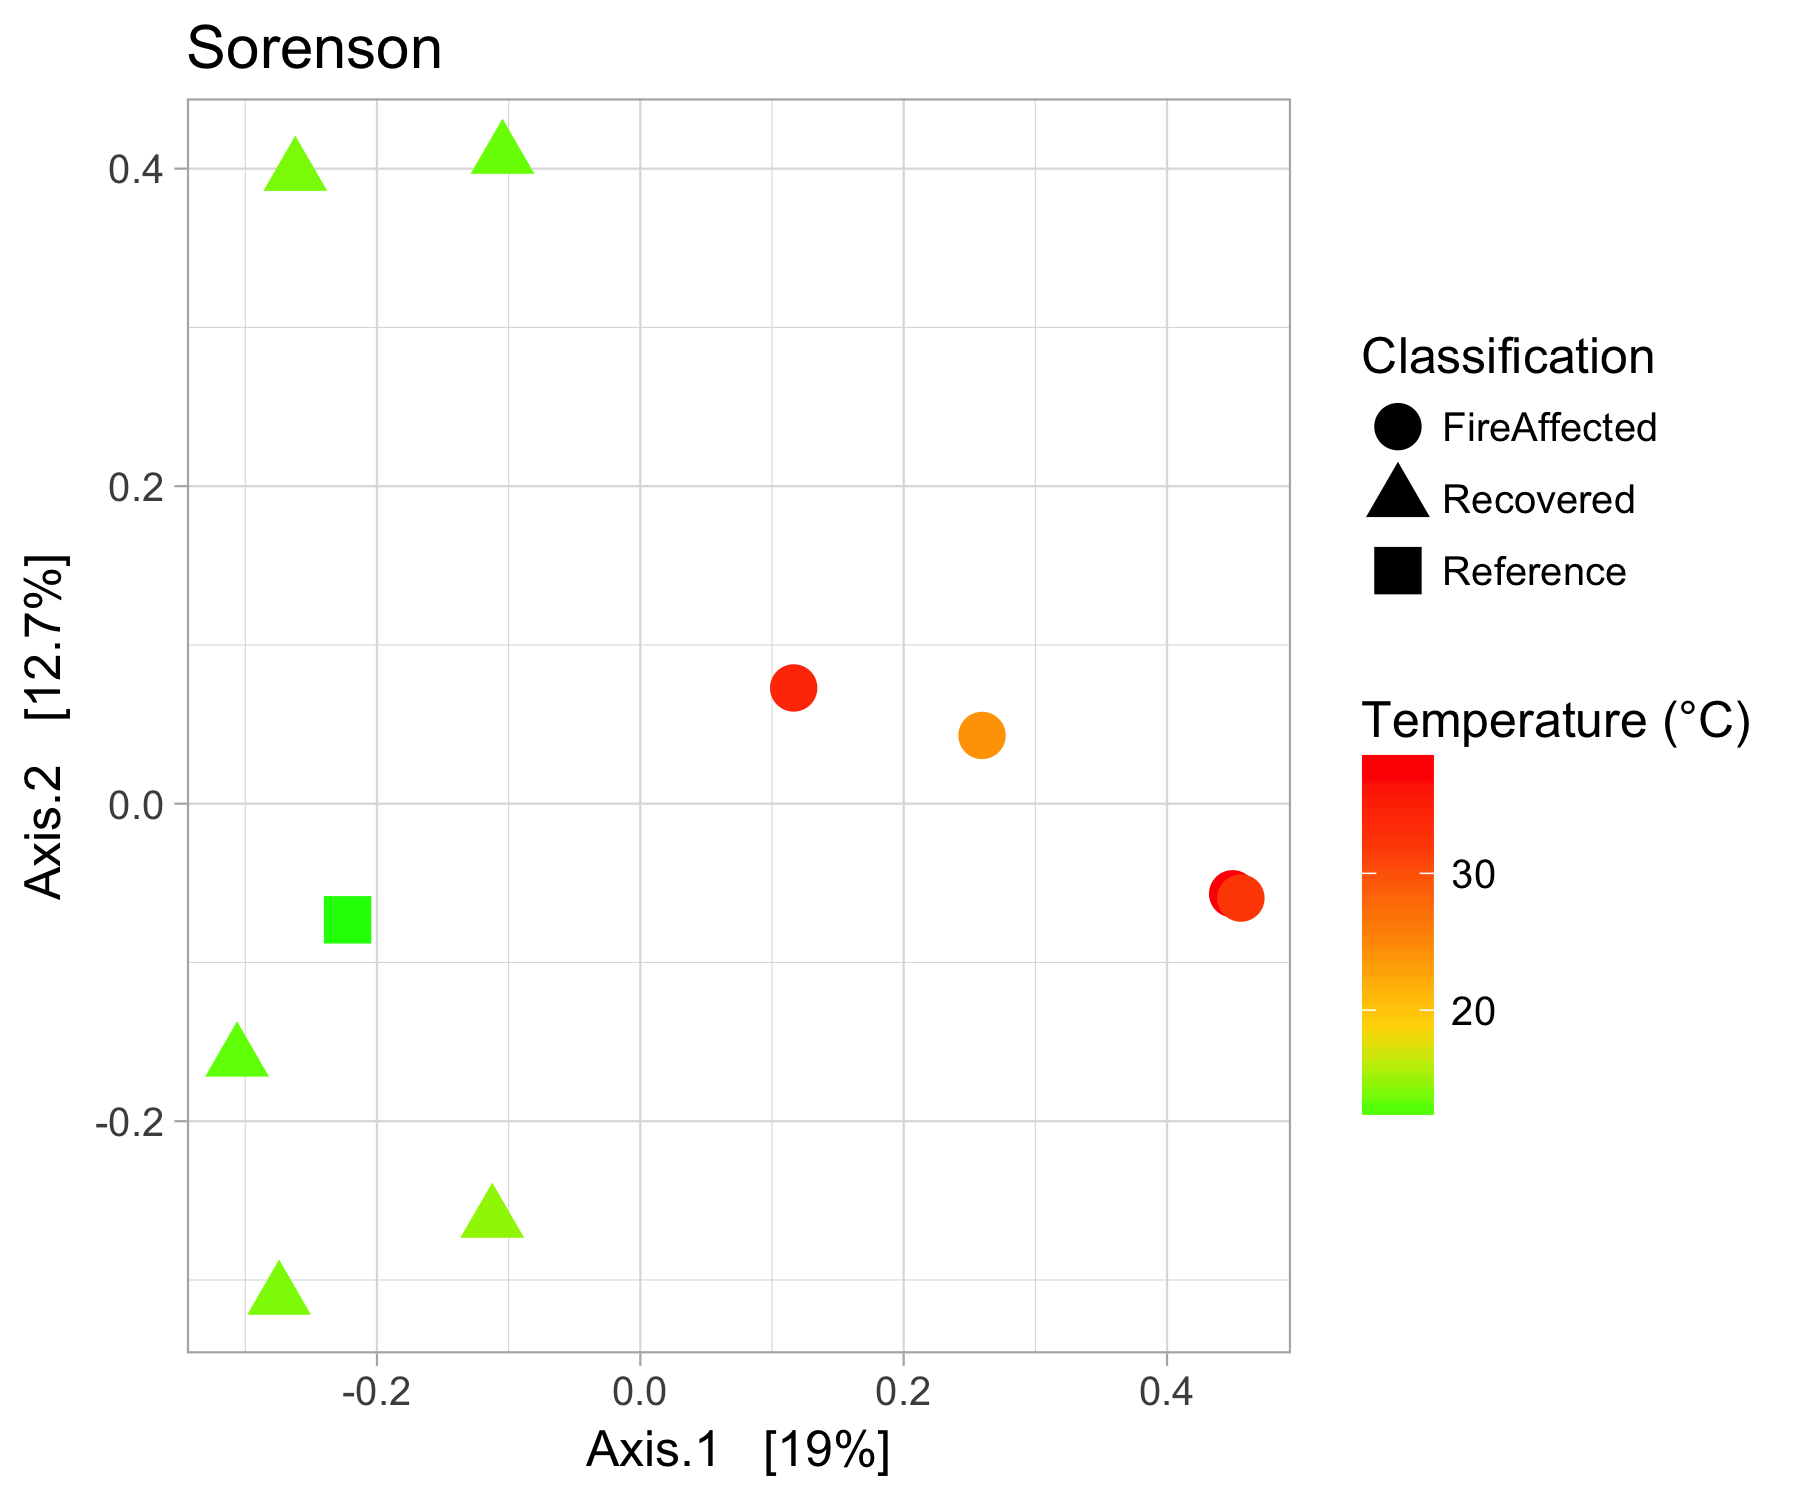 Sorenson
0.4
0.2
0.0
-0.2
Axis.2 [12.7%]
-0.2 0.0 0.2 0.4
Axis.1 [19%]
Classification
FireAffected
Recovered
Reference
Temperature (°C)
30
20